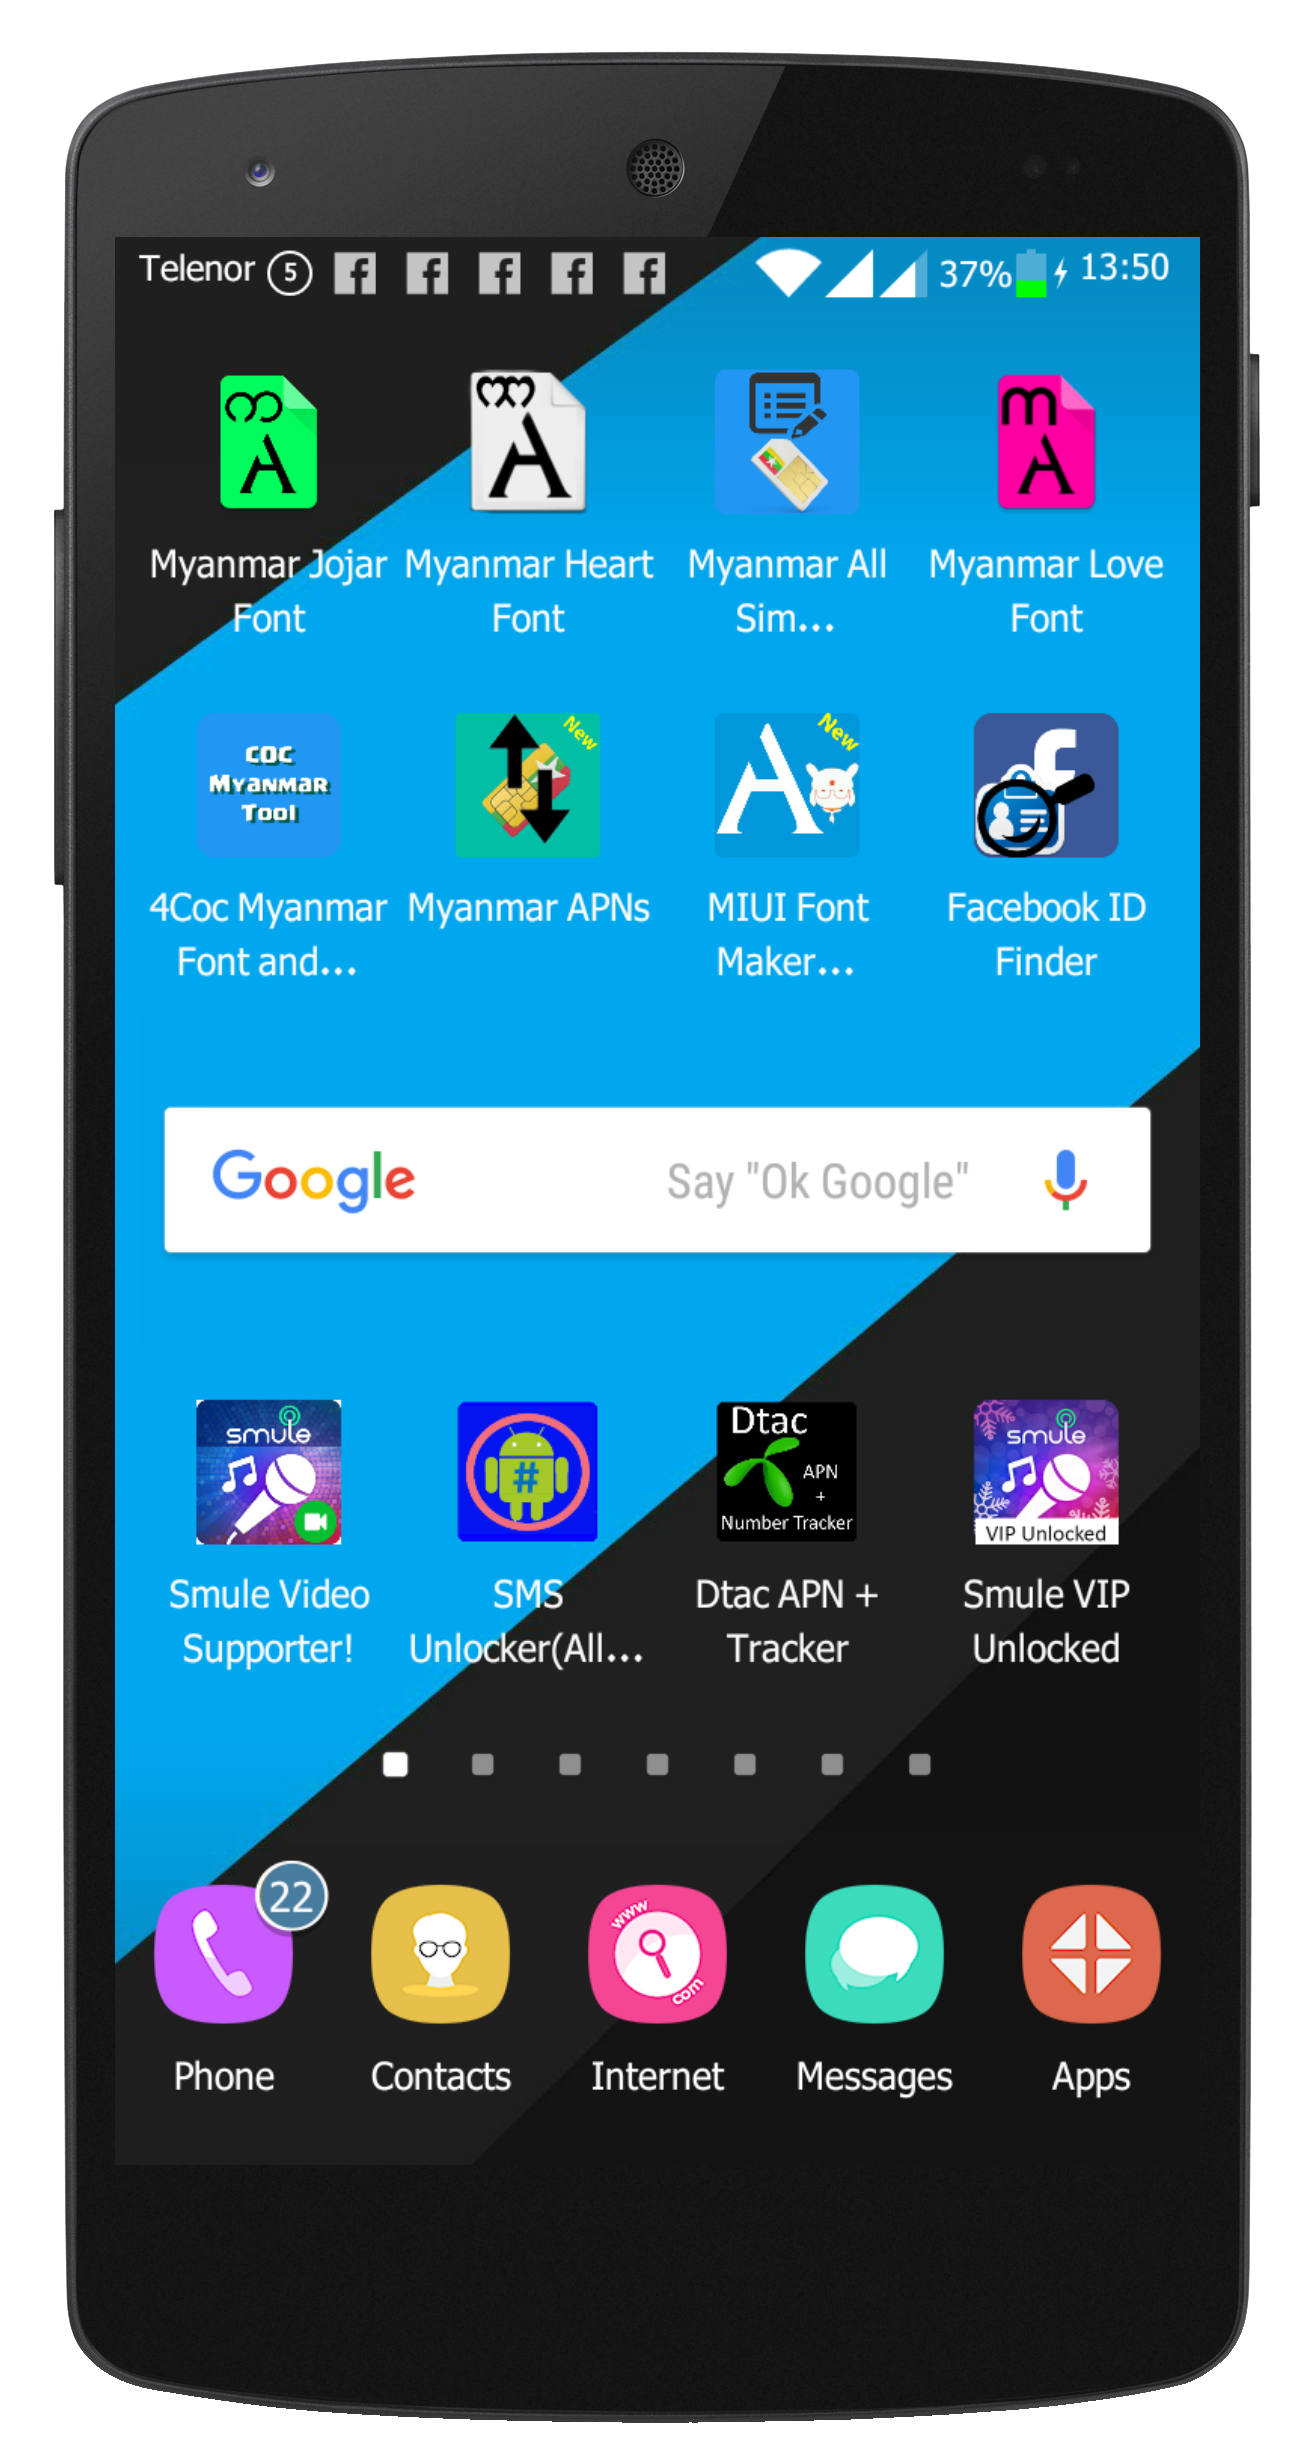 Telenor 5 37% 13:50
Myanmar Jojar Font
Myanmar Heart Font
Myanmar All Sim...
Myanmar Love Font
COC
Myanmar
Tool
New
New
4Coc Myanmar Font and...
Myanmar APNs
MIUI Font Maker...
Facebook ID Finder
Google Say "Ok Google"
smule
#
Dtac
APN
+
Number Tracker
smule
VIP Unlocked
Smule Video Supporter!
SMS Unlocker(All...
Dtac APN + Tracker
Smule VIP Unlocked
22
www
com
Phone Contacts Internet Messages Apps